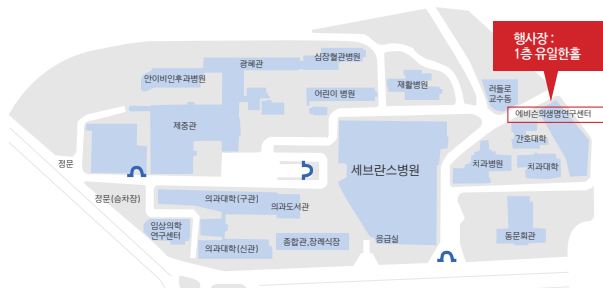 행사장 :
1층 유일한홀
심장혈관병원
광혜관
안이비인후과병원
재활병원
어린이 병원
러들로
교수동
에비슨의생명연구센터
제중관
간호대학
정문
세브란스병원
치과병원
치과대학
정문(승차장)
의과대학(구관)
의과도서관
임상의학
연구센터
의과대학(신관)
종합관,장례식장
응급실
동문회관